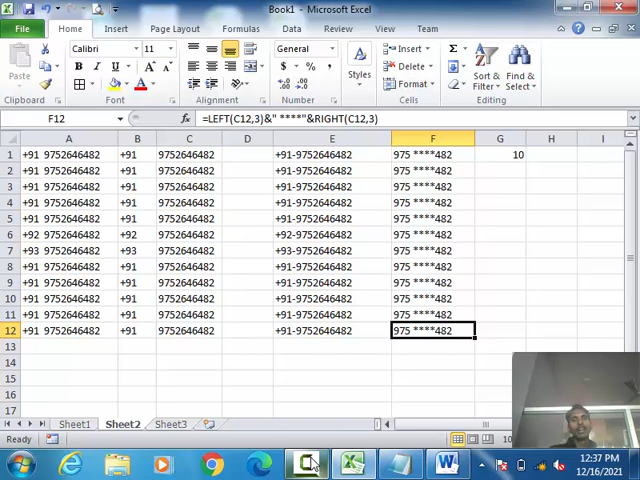 Book1 - Microsoft Excel
File Home Insert Page Layout Formulas Data Review View Team
Paste Calibri 11 General Styles Insert Delete Format Sort & Filter Find & Select
Clipboard Font Alignment Number Cells Editing
F12 fx =LEFT(C12,3)&" ****"&RIGHT(C12,3)
A B C D E F G H I
1 +91 9752646482 +91 9752646482 +91-9752646482 975 ****482 10
2 +91 9752646482 +91 9752646482 +91-9752646482 975 ****482
3 +91 9752646482 +91 9752646482 +91-9752646482 975 ****482
4 +91 9752646482 +91 9752646482 +91-9752646482 975 ****482
5 +91 9752646482 +91 9752646482 +91-9752646482 975 ****482
6 +92 9752646482 +92 9752646482 +92-9752646482 975 ****482
7 +93 9752646482 +93 9752646482 +93-9752646482 975 ****482
8 +91 9752646482 +91 9752646482 +91-9752646482 975 ****482
9 +91 9752646482 +91 9752646482 +91-9752646482 975 ****482
10 +91 9752646482 +91 9752646482 +91-9752646482 975 ****482
11 +91 9752646482 +91 9752646482 +91-9752646482 975 ****482
12 +91 9752646482 +91 9752646482 +91-9752646482 975 ****482
13
14
15
16
17
Sheet1 Sheet2 Sheet3
Ready
12:37 PM
12/16/2021